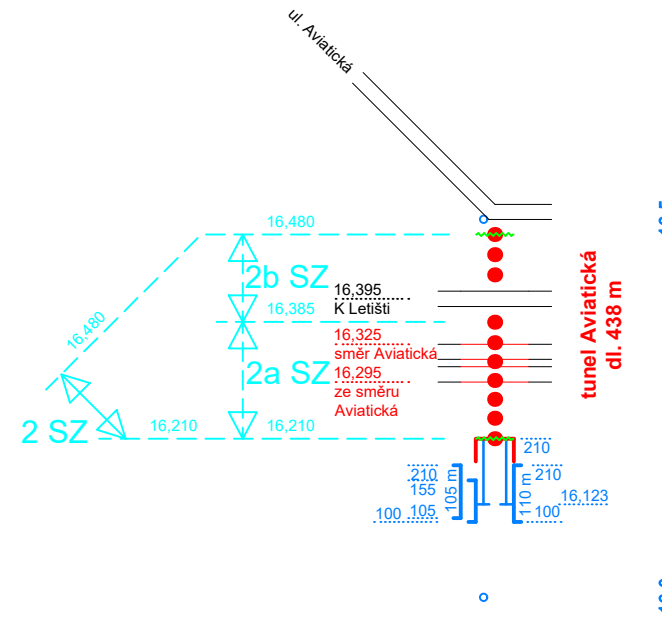 ul. Aviatická
16,480
2b SZ
16,395
K Letišti
16,385
16,480
16,325
směr Aviatická
2a SZ
16,295
ze směru
Aviatická
tunel Aviatická
dl. 438 m
2 SZ
16,210
16,210
210
210
155
105 m
110 m
210
16,123
100
105
100